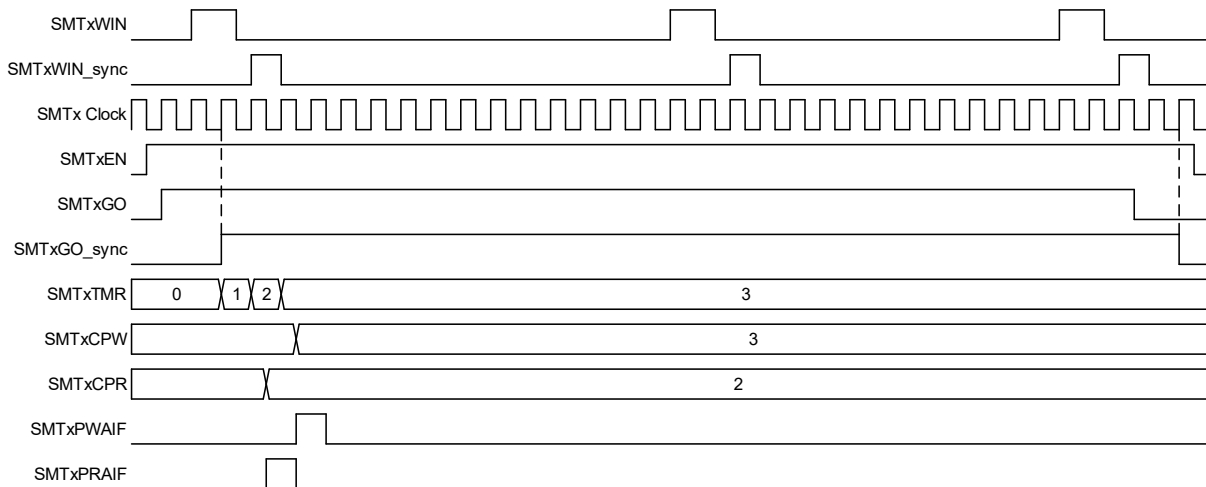 SMTxWIN
SMTxWIN_sync
SMTx Clock
SMTxEN
SMTxGO
SMTxGO_sync
SMTxTMR 0 1 2 3
SMTxCPW 3
SMTxCPR 2
SMTxPWAIF
SMTxPRAIF